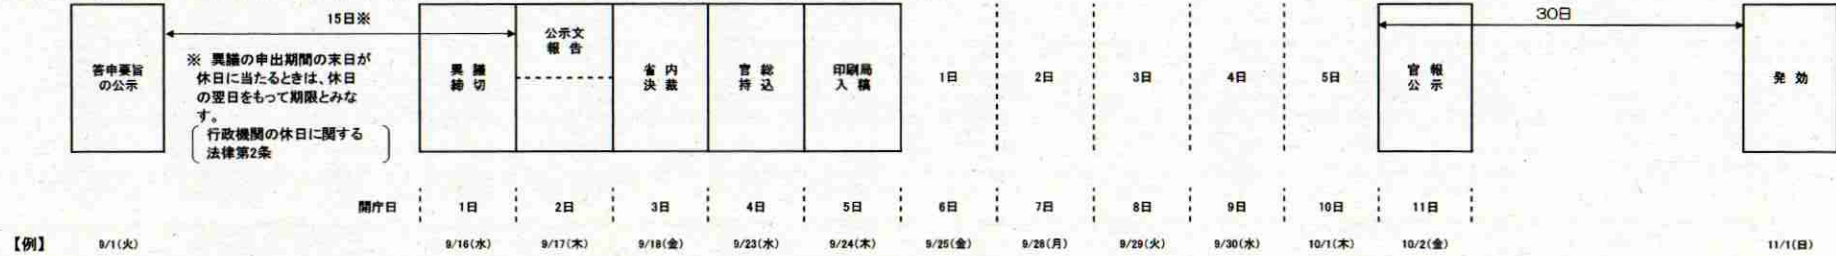 答申要旨
の公示
15日※
※ 異議の申出期間の末日が
休日に当たるときは、休日
の翌日をもって期限とみな
す。
行政機関の休日に関する
法律第2条
異 議
締 切
公示文
報 告
省 内
決 裁
官 総
持 込
印刷局
入 稿
1日
2日
3日
4日
5日
官 報
公 示
30日
発 効
開庁日
1日
2日
3日
4日
5日
6日
7日
8日
9日
10日
11日
【例】
9/1(火)
9/16(水)
9/17(木)
9/18(金)
9/23(水)
9/24(木)
9/25(金)
9/28(月)
9/29(火)
9/30(水)
10/1(木)
10/2(金)
11/1(日)